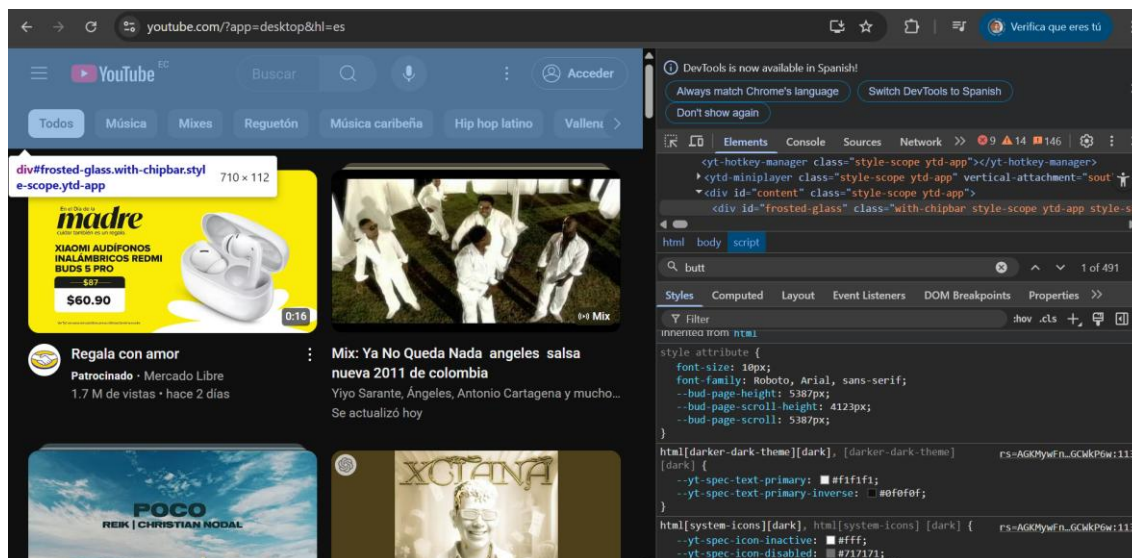 youtube.com/?app=desktop&hl=es
Verifica que eres tú
YouTube EC
Buscar
Acceder
Todos
Música
Mixes
Reguetón
Música caribeña
Hip hop latino
div#frosted-glass.with-chipbar.styl
e-scope.ytd-app
710 × 112
En el Día de la
madre
cuidar también es un regalo
XIAOMI AUDÍFONOS
INALÁMBRICOS REDMI
BUDS 5 PRO
$87
$60.90
0:16
Mix
Regala con amor
Patrocinado · Mercado Libre
1.7 M de vistas · hace 2 días
Mix: Ya No Queda Nada angeles salsa
nueva 2011 de colombia
Yiyo Sarante, Ángeles, Antonio Cartagena y mucho...
Se actualizó hoy
POCO
REIK | CHRISTIAN NODAL
XCLANA
DevTools is now available in Spanish!
Always match Chrome's language
Switch DevTools to Spanish
Don't show again
Elements
Console
Sources
Network
9
14
146
<yt-hotkey-manager class="style-scope ytd-app"></yt-hotkey-manager>
<ytd-miniplayer class="style-scope ytd-app" vertical-attachment="sout
<div id="content" class="style-scope ytd-app">
<div id="frosted-glass" class="with-chipbar style-scope ytd-app style-s
html
body
script
butt
1 of 491
Styles
Computed
Layout
Event Listeners
DOM Breakpoints
Properties
Filter
:hov .cls
Inherited from html
style attribute {
font-size: 10px;
font-family: Roboto, Arial, sans-serif;
--bud-page-height: 5387px;
--bud-page-scroll-height: 4123px;
--bud-page-scroll: 5387px;
}
html[darker-dark-theme][dark], [darker-dark-theme]
[dark] {
--yt-spec-text-primary: #f1f1f1;
--yt-spec-text-primary-inverse: #0f0f0f;
}
html[system-icons][dark], html[system-icons] [dark] {
--yt-spec-icon-inactive: #fff;
--yt-spec-icon-disabled: #717171;